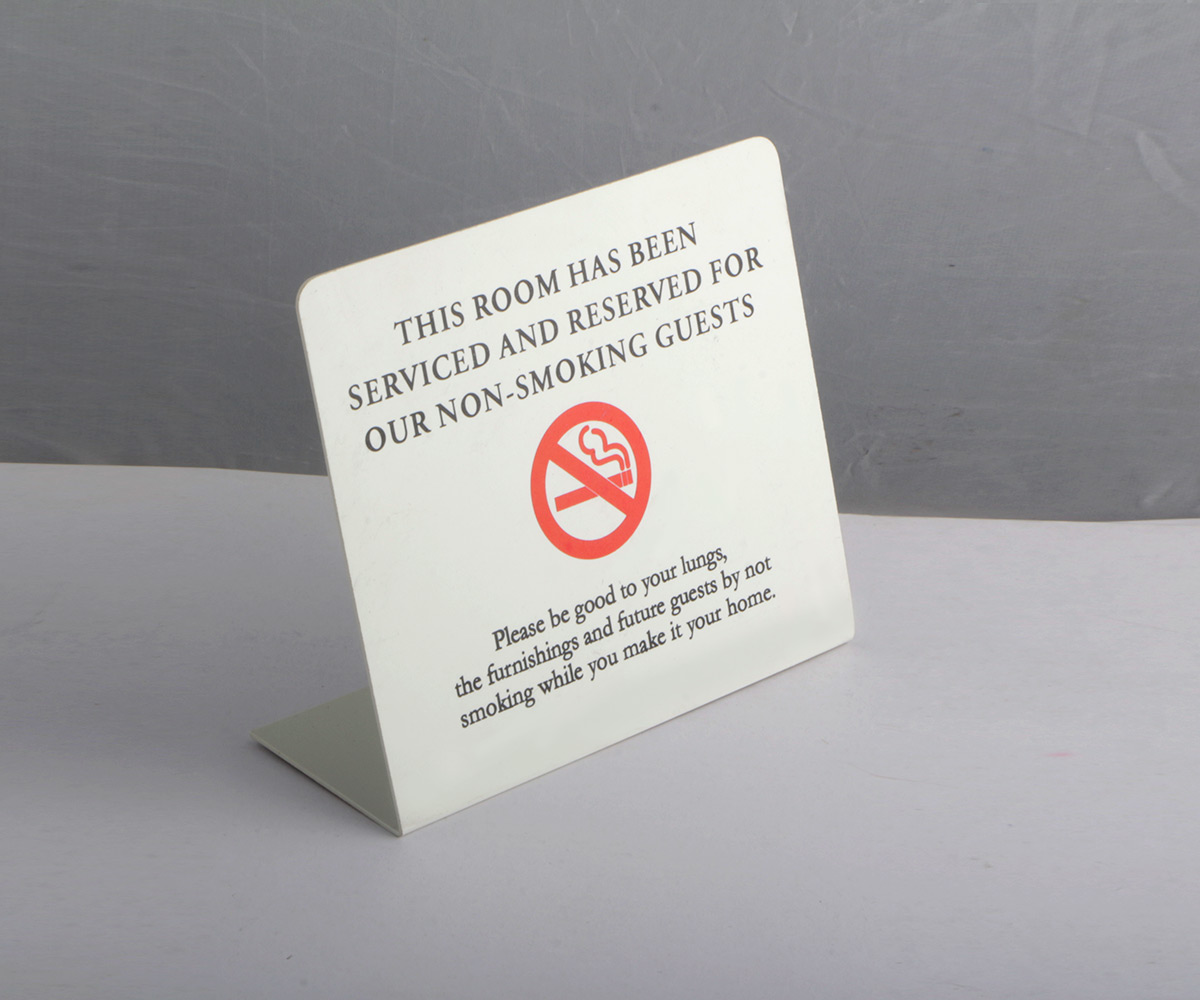 THIS ROOM HAS BEEN
SERVICED AND RESERVED FOR
OUR NON-SMOKING GUESTS
Please be good to your lungs,
the furnishings and future guests by not
smoking while you make it your home.